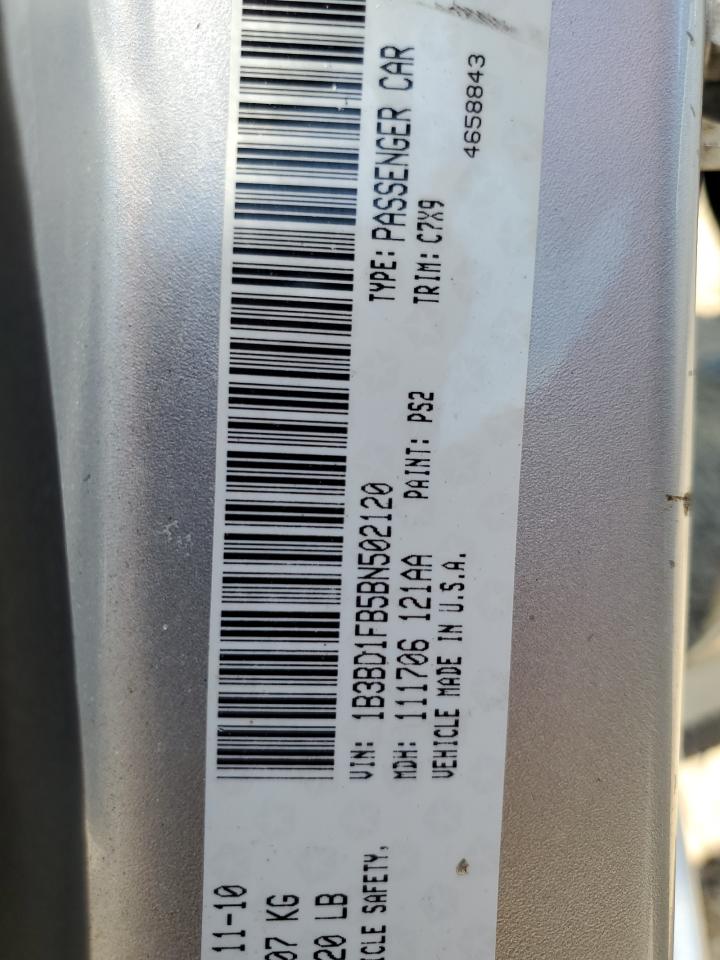 11-10
07 KG
20 LB
ICLE SAFETY,
VIN: 1B3BD1FB5BN502120
TYPE: PASSENGER CAR
MDH: 111706 121AA
PAINT: PS2
TRIM: C7X9
VEHICLE MADE IN U.S.A.
4658843